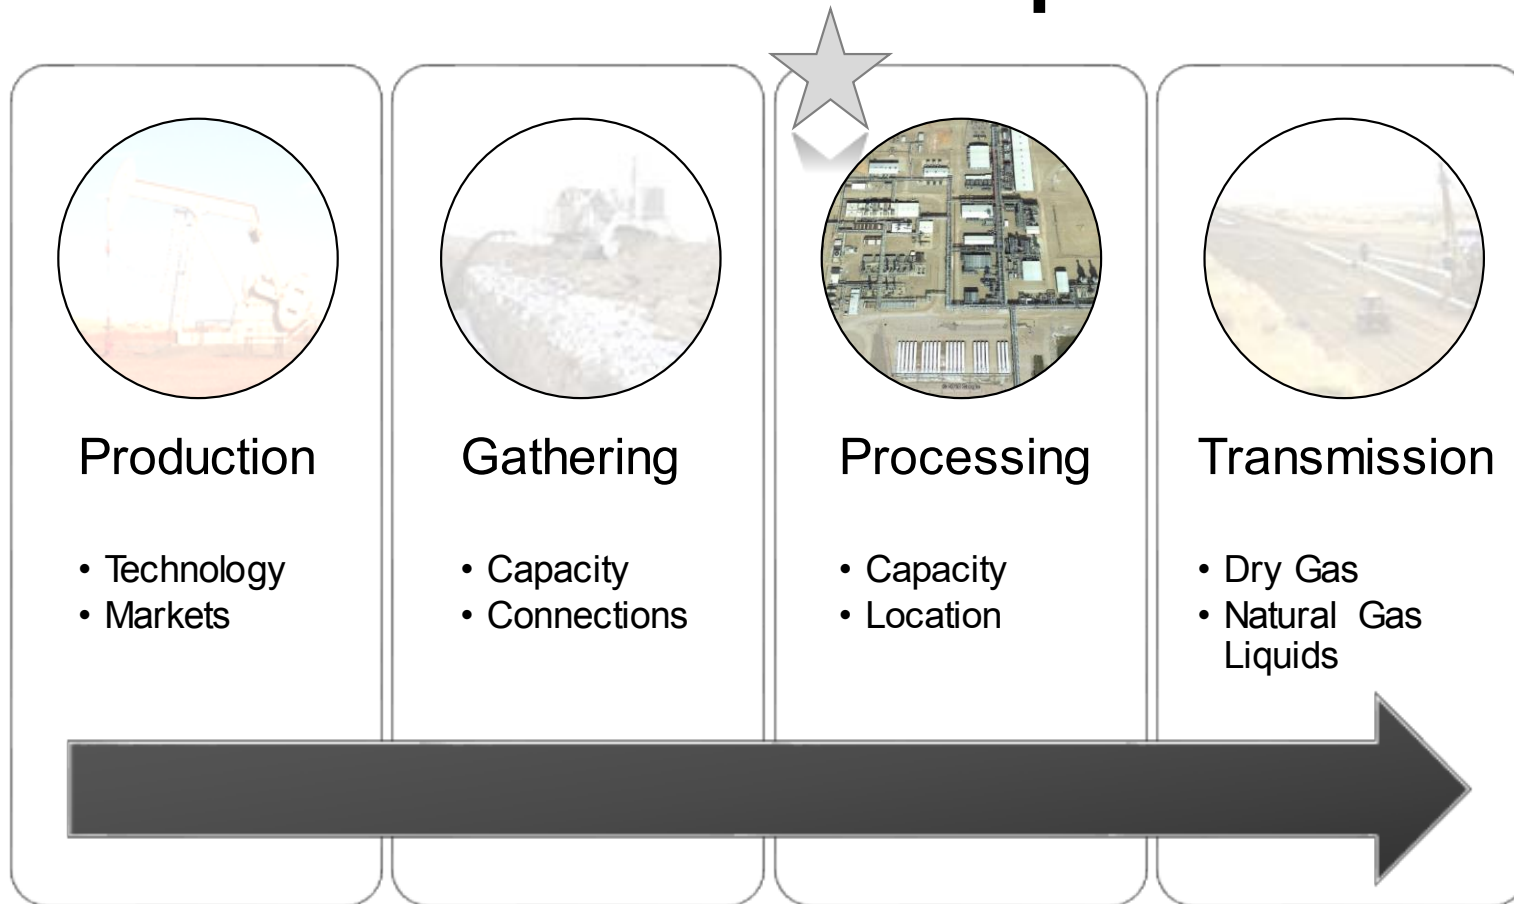 Production
• Technology
• Markets
Gathering
• Capacity
• Connections
Processing
• Capacity
• Location
Transmission
• Dry Gas
• Natural Gas
Liquids